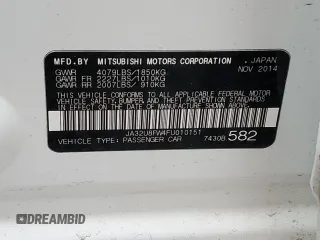 MFD.BY MITSUBISHI MOTORS CORPORATION , JAPAN
NOV 2014
GVWR 4079LBS/1850KG
GAWR FR 2227LBS/1010KG
GAWR RR 2007LBS/ 910KG
THIS VEHICLE CONFORMS TO ALL APPLICABLE
FEDERAL MOTOR VEHICLE SAFETY, BUMPER, AND
THEFT PREVENTION STANDARDS IN EFFECT ON
THE DATE OF MANUFACTURE SHOWN ABOVE.
JA32U8FW4FU010151
VEHICLE TYPE: PASSENGER CAR 7430B 582
DREAMBID